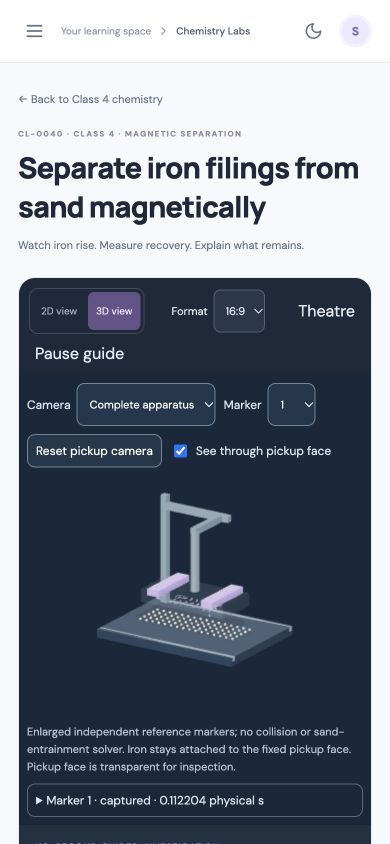 Your learning space > Chemistry Labs S
← Back to Class 4 chemistry
CL-0040 · CLASS 4 · MAGNETIC SEPARATION
Separate iron filings from
sand magnetically
Watch iron rise. Measure recovery. Explain what remains.
2D view 3D view Format 16:9 Theatre
Pause guide
Camera Complete apparatus Marker 1
Reset pickup camera See through pickup face
Enlarged independent reference markers; no collision or sand-
entrainment solver. Iron stays attached to the fixed pickup face.
Pickup face is transparent for inspection.
▶ Marker 1 · captured · 0.112204 physical s